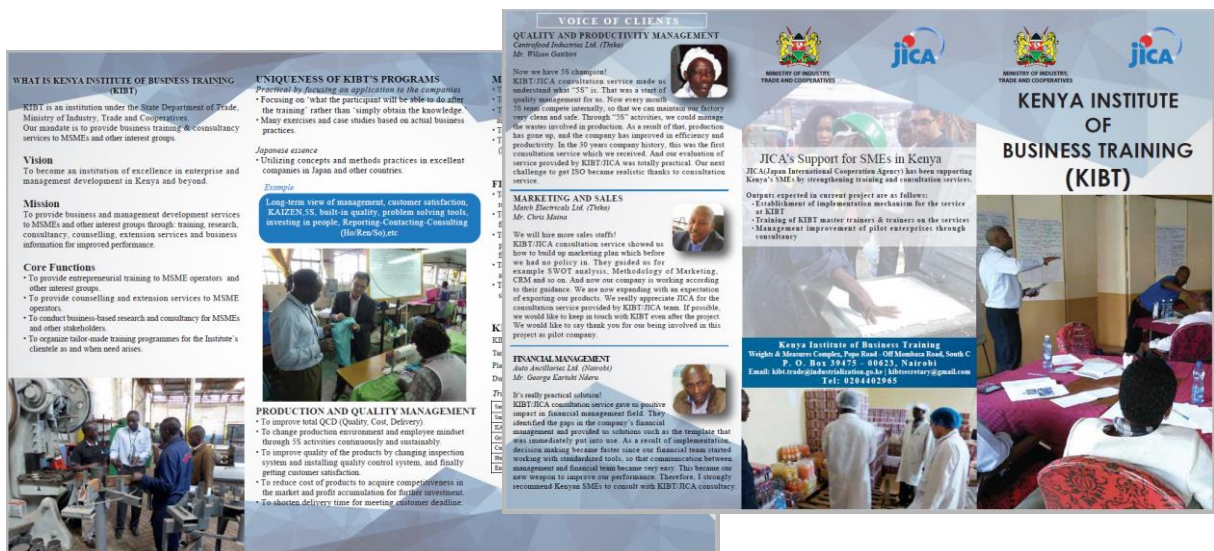 WHAT IS KENYA INSTITUTE OF BUSINESS TRAINING
(KIBT)
KIBT is an institution under the State Department of Trade,
Ministry of Industry, Trade and Cooperatives.
Our mandate is to provide business training & consultancy
services to MSMEs and other interest groups.
Vision
To become an institution of excellence in enterprise and
management development in Kenya and beyond.
Mission
To provide business and management development services
to MSMEs and other interest groups through: training, research,
consultancy, counselling, extension services and business
information for improved performance.
Core Functions
• To provide entrepreneurial training to MSME operators and
other interest groups.
• To provide counselling and extension services to MSME
operators.
• To conduct business-based research and consultancy for MSMEs
and other stakeholders.
• To organize tailor-made training programmes for the Institute's
clientele as and when need arises.
UNIQUENESS OF KIBT'S PROGRAMS
Practical by focusing on application to the companies
• Focusing on 'what the participant will be able to do after
the training' rather than 'simply obtain the knowledge.'
• Many exercises and case studies based on actual business
practices.
Japanese essence
• Utilizing concepts and methods practices in excellent
companies in Japan and other countries.
Example
Long-term view of management, customer satisfaction,
KAIZEN,5S, built-in quality, problem solving tools,
investing in people, Reporting-Contacting-Consulting
(Ho/Ren/So),etc
PRODUCTION AND QUALITY MANAGEMENT
• To improve total QCD (Quality, Cost, Delivery).
• To change production environment and employee mindset
through 5S activities continuously and sustainably.
• To improve quality of the products by changing inspection
system and installing quality control system, and finally
getting customer satisfaction.
• To reduce cost of products to acquire competitiveness in
the market and profit accumulation for further investment.
• To shorten delivery time for meeting customer deadline.
VOICE OF CLIENTS
QUALITY AND PRODUCTIVITY MANAGEMENT
Centrofood Industries Ltd. (Thika)
Mr. Wilson Gathiri
Now we have 5S champion!
KIBT/JICA consultation service made us
understand what "5S" is. That was a start of
quality management for us. Now every month
5S team compete internally, so that we can maintain our factory
very clean and safe. Through "5S" activities, we could manage
the wastes involved in production. As a result of that, production
has gone up, and the company has improved in efficiency and
productivity. In the 30 years company history, this was the first
consultation service which we received. And our evaluation of
service provided by KIBT/JICA was totally practical. Our next
challenge to get ISO became realistic thanks to consultation
service.
MARKETING AND SALES
Match Electricals Ltd. (Thika)
Mr. Chris Maina
We will hire more sales staffs!
KIBT/JICA consultation service showed us
how to build up marketing plan which before
we had no policy in. They guided us for
example SWOT analysis, Methodology of Marketing,
CRM and so on. And now our company is working according
to their guidance. We are now expanding with an expectation
of exporting our products. We really appreciate JICA for the
consultation service provided by KIBT/JICA team. If possible,
we would like to keep in touch with KIBT even after the project.
We would like to say thank you for our being involved in this
project as pilot company.
FINANCIAL MANAGEMENT
Auto Ancillaries Ltd. (Nairobi)
Mr. George Kariuki Nderu
It's really practical solution!
KIBT/JICA consultation service gave us positive
impact in financial management field. They
identified the gaps in the company's financial
management and provided us solutions such as the template that
was immediately put into use. As a result of implementation,
decision making became faster since our financial team started
working with standardized tools, so that communication between
management and financial team became very easy. This became our
new weapon to improve our performance. Therefore, I strongly
recommend Kenyan SMEs to consult with KIBT/JICA consultacy.
MINISTRY OF INDUSTRY,
TRADE AND COOPERATIVES
jICA
JICA's Support for SMEs in Kenya
JICA(Japan International Cooperation Agency) has been supporting
Kenya's SMEs by strengthening training and consultation services.
Outputs expected in current project are as follows:
• Establishment of implementation mechanism for the service
at KIBT
• Training of KIBT master trainers & trainers on the services
• Management improvement of pilot enterprises through
consultancy
Kenya Institute of Business Training
Weights & Measures Complex, Popo Road - Off Mombasa Road, South C
P. O. Box 39475 - 00623, Nairobi
Email: kibt.trade@industrialization.go.ke | kibtsecretary@gmail.com
Tel: 0204402965
MINISTRY OF INDUSTRY,
TRADE AND COOPERATIVES
jICA
KENYA INSTITUTE
OF
BUSINESS TRAINING
(KIBT)